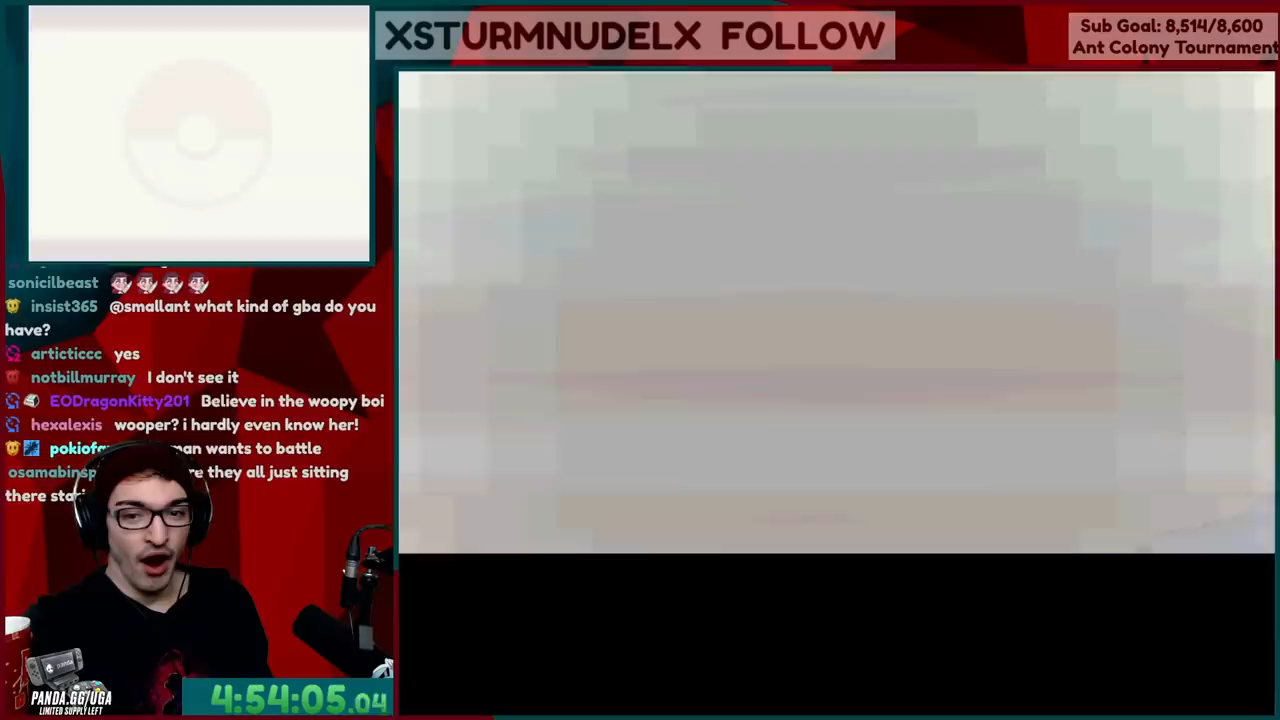 XSTURMNUDELX FOLLOW
Sub Goal: 8,514/8,600
Ant Colony Tournament
sonicilbeast
insist365 @smallant what kind of gba do you
have?
articticcc yes
notbillmurray I don't see it
EODragonKitty201 Believe in the woopy boi
hexalexis wooper? i hardly even know her!
wants to battle
they all just sitting
there
PANDA.GG/UGA
LIMITED SUPPLY LEFT
4:54:05.04